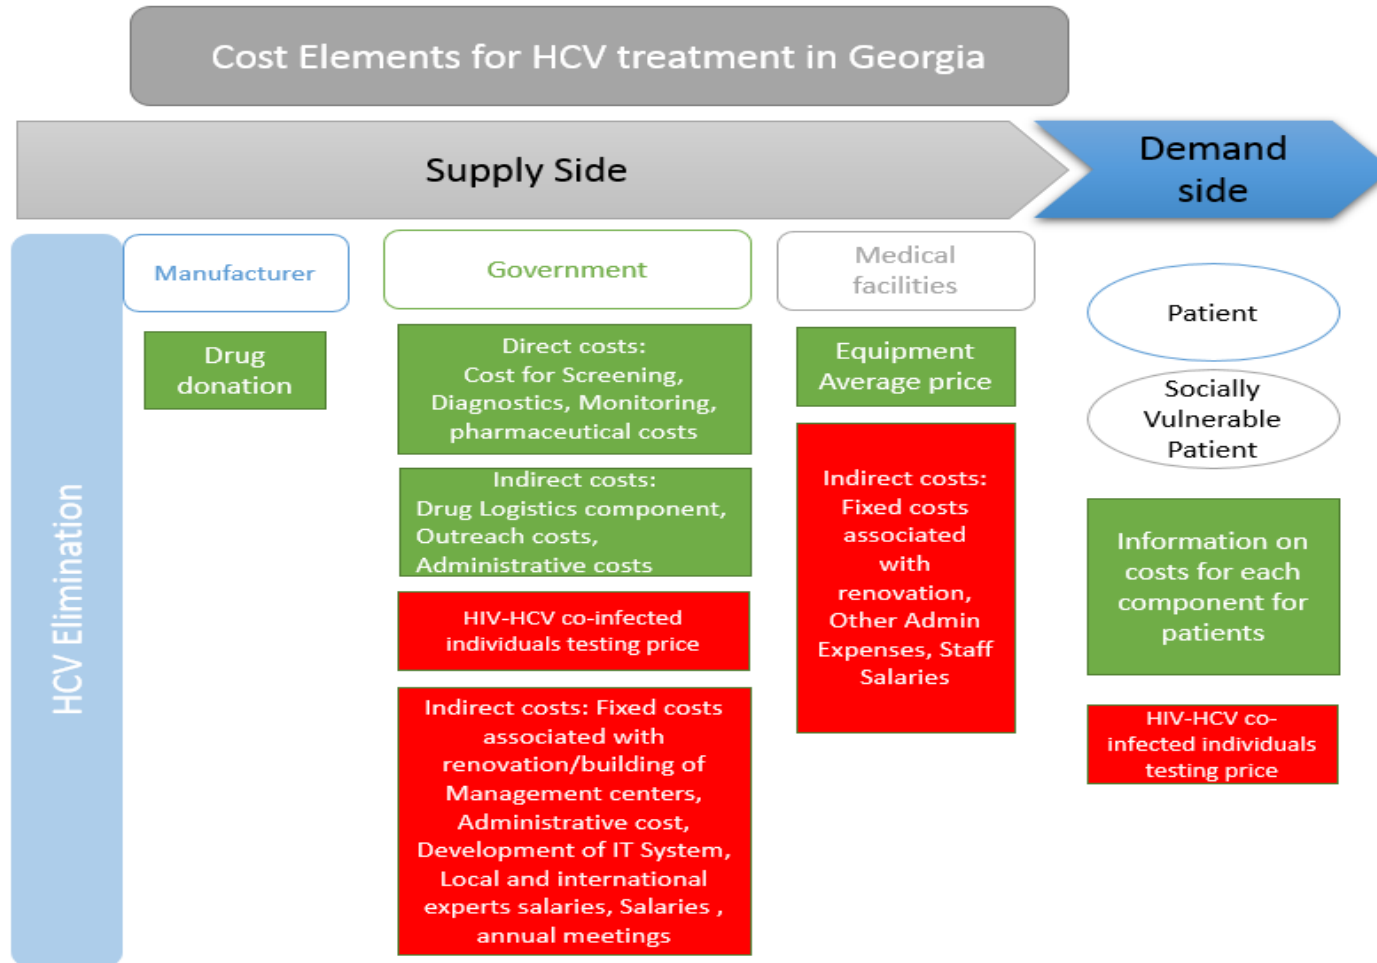 Cost Elements for HCV treatment in Georgia
Supply Side
Demand
side
HCV Elimination
Manufacturer
Drug
donation
Government
Direct costs:
Cost for Screening,
Diagnostics, Monitoring,
pharmaceutical costs
Indirect costs:
Drug Logistics component,
Outreach costs,
Administrative costs
HIV-HCV co-infected
individuals testing price
Indirect costs: Fixed costs
associated with
renovation/building of
Management centers,
Administrative cost,
Development of IT System,
Local and international
experts salaries, Salaries ,
annual meetings
Medical
facilities
Equipment
Average price
Indirect costs:
Fixed costs
associated
with
renovation,
Other Admin
Expenses, Staff
Salaries
Patient
Socially
Vulnerable
Patient
Information on
costs for each
component for
patients
HIV-HCV co-
infected individuals
testing price